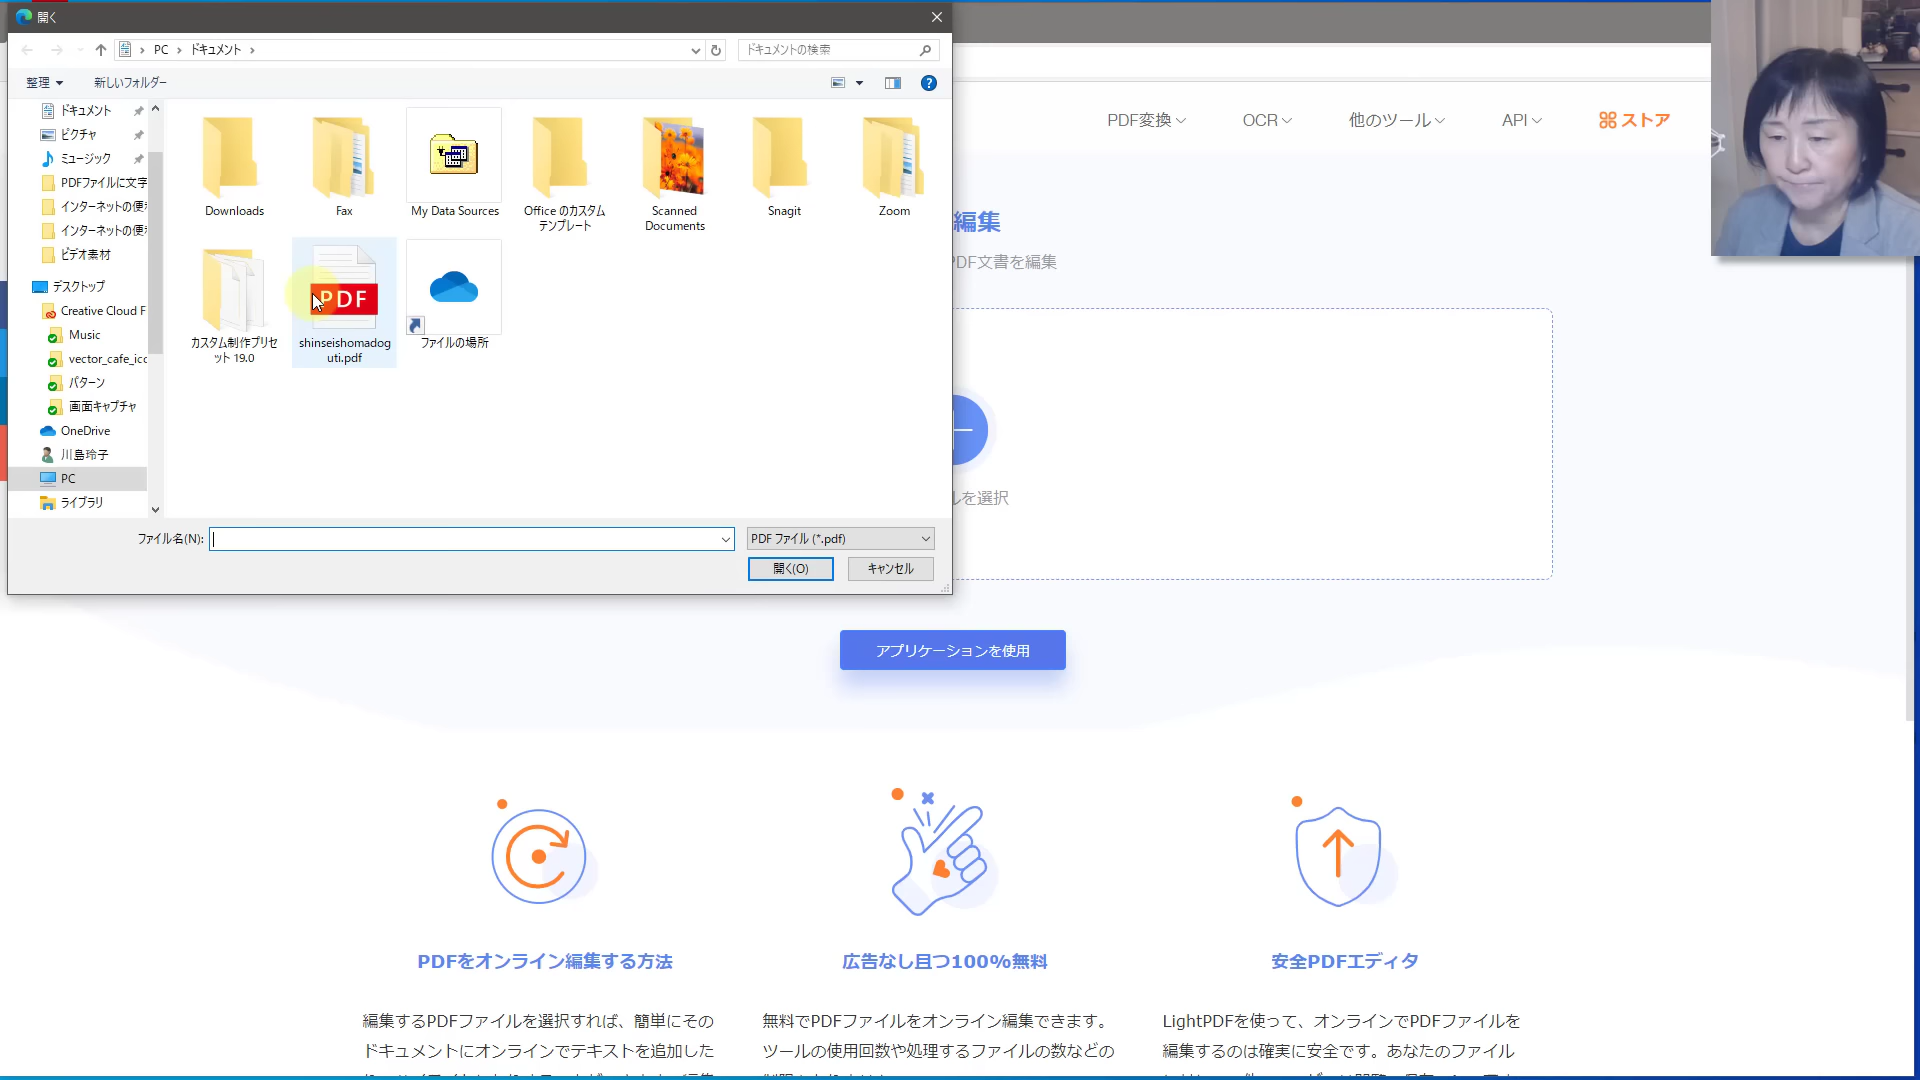 開く
PC
ドキュメント
ドキュメントの検索
整理
新しいフォルダー
ドキュメント
ピクチャ
ミュージック
PDFファイルに文字
インターネットの便利
インターネットの便利
ビデオ素材
デスクトップ
Creative Cloud F
Music
vector_cafe_icc
パターン
画面キャプチャ
OneDrive
川島玲子
PC
ライブラリ
Downloads
Fax
My Data Sources
Office のカスタム
テンプレート
Scanned
Documents
Snagit
Zoom
カスタム制作プリセ
ット 19.0
PDF
shinseishomadog
uti.pdf
ファイルの場所
ファイル名(N):
PDF ファイル (*.pdf)
開く(O)
キャンセル
PDF変換
OCR
他のツール
API
ストア
編集
PDF文書を編集
ルを選択
アプリケーションを使用
PDFをオンライン編集する方法
編集するPDFファイルを選択すれば、簡単にその
ドキュメントにオンラインでテキストを追加した
広告なし且つ100%無料
無料でPDFファイルをオンライン編集できます。
ツールの使用回数や処理するファイルの数などの
安全PDFエディタ
LightPDFを使って、オンラインでPDFファイルを
編集するのは確実に安全です。あなたのファイル